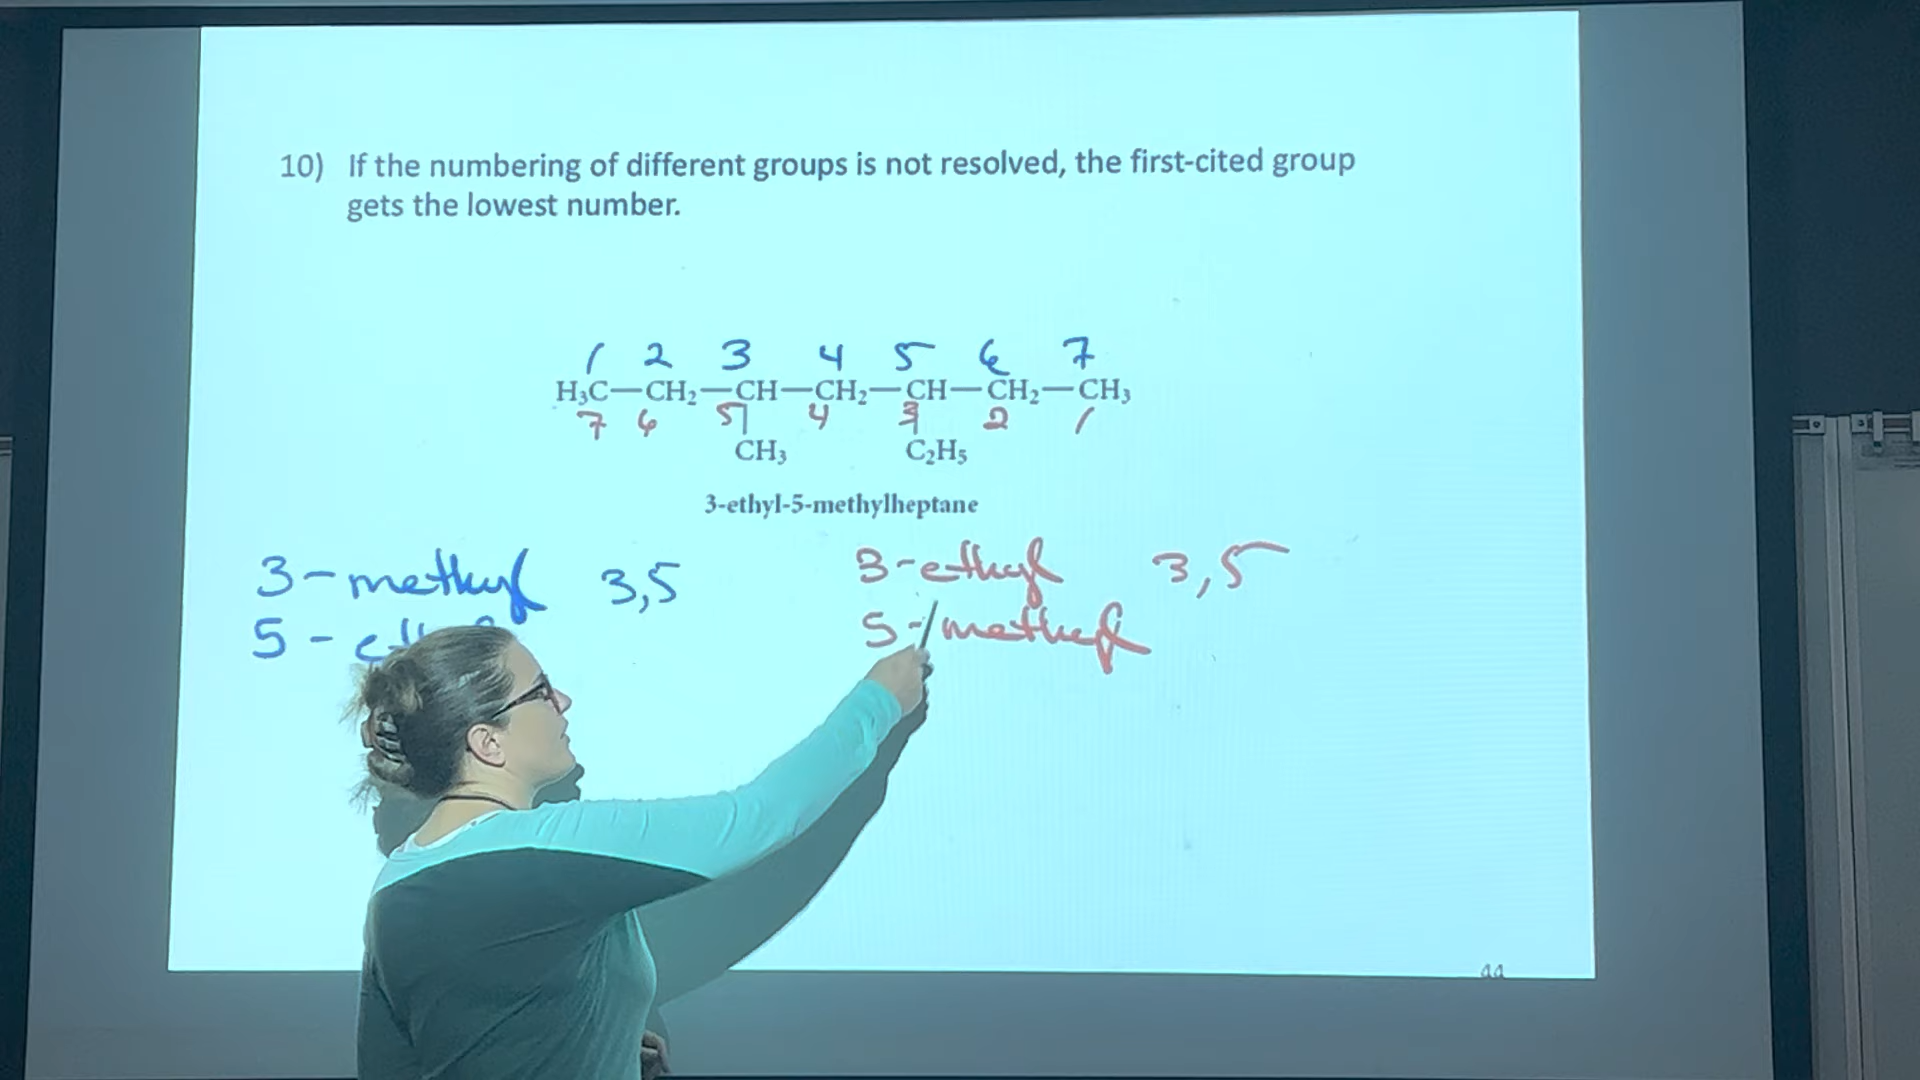 10) If the numbering of different groups is not resolved, the first-cited group
gets the lowest number.
1 2 3 4 5 6 7
H₃C—CH₂—CH—CH₂—CH—CH₂—CH₃
7 6 5 4 3 2 1
CH₃ C₂H₅
3-ethyl-5-methylheptane
3-methyl 3,5
5-
3-ethyl 3,5
5-methyl